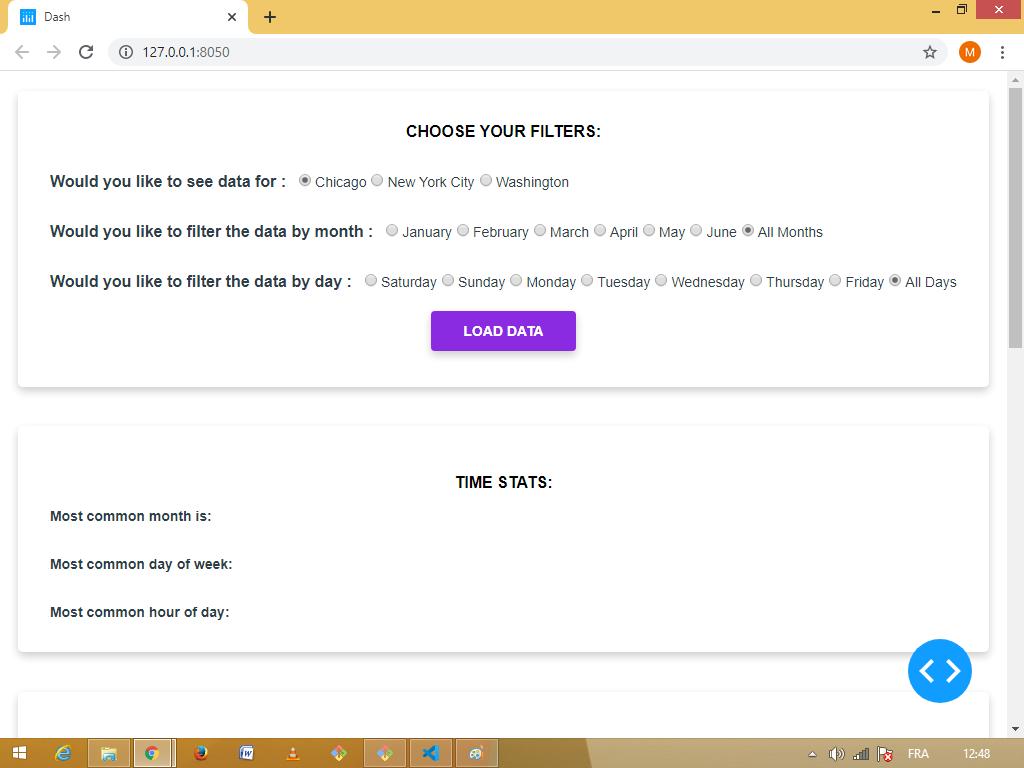 Dash
127.0.0.1:8050
M
CHOOSE YOUR FILTERS:
Would you like to see data for : Chicago New York City Washington
Would you like to filter the data by month : January February March April May June All Months
Would you like to filter the data by day : Saturday Sunday Monday Tuesday Wednesday Thursday Friday All Days
LOAD DATA
TIME STATS:
Most common month is:
Most common day of week:
Most common hour of day:
FRA 12:48